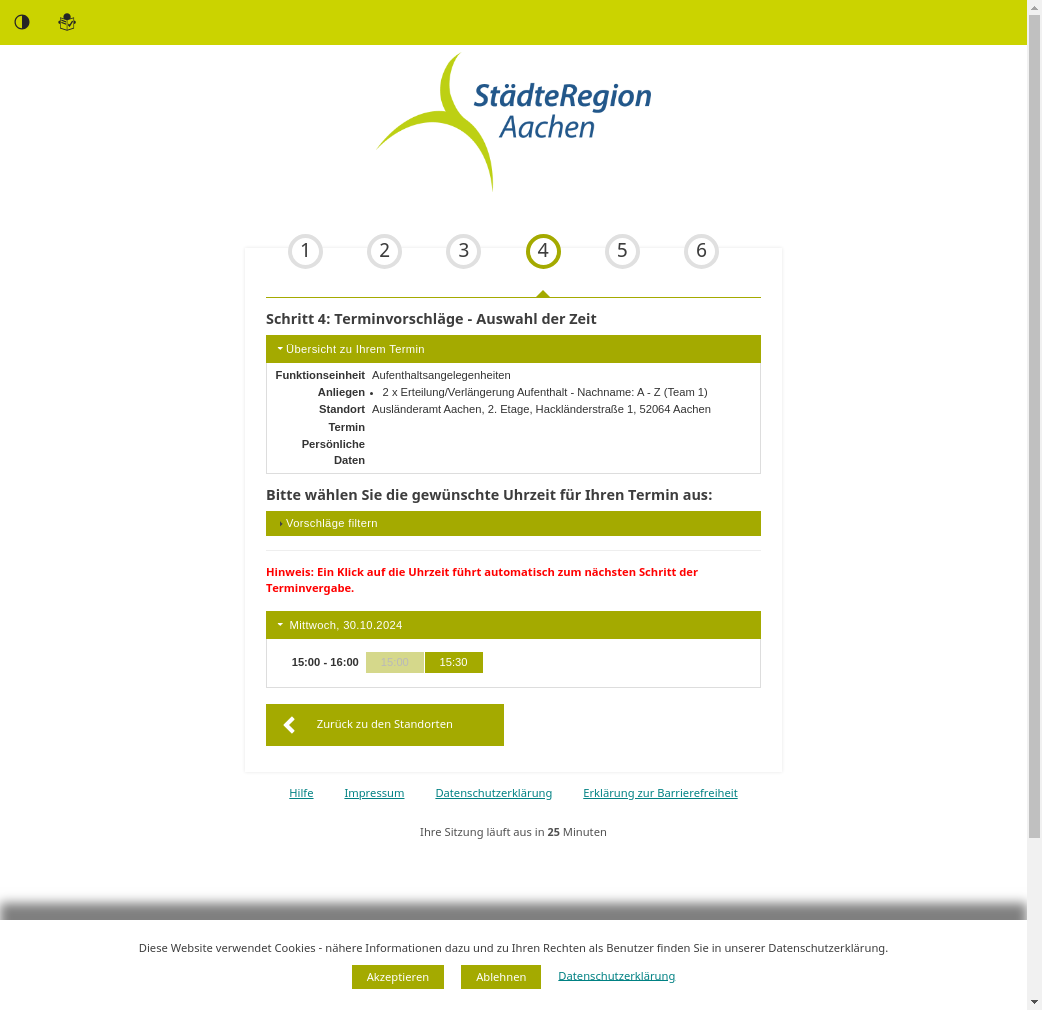 StädteRegion
Aachen
1 2 3 4 5 6
Schritt 4: Terminvorschläge - Auswahl der Zeit
Übersicht zu Ihrem Termin
Funktionseinheit Aufenthaltsangelegenheiten
Anliegen • 2 x Erteilung/Verlängerung Aufenthalt - Nachname: A - Z (Team 1)
Standort Ausländeramt Aachen, 2. Etage, Hackländerstraße 1, 52064 Aachen
Termin
Persönliche
Daten
Bitte wählen Sie die gewünschte Uhrzeit für Ihren Termin aus:
Vorschläge filtern
Hinweis: Ein Klick auf die Uhrzeit führt automatisch zum nächsten Schritt der
Terminvergabe.
Mittwoch, 30.10.2024
15:00 - 16:00 15:00 15:30
Zurück zu den Standorten
Hilfe Impressum Datenschutzerklärung Erklärung zur Barrierefreiheit
Ihre Sitzung läuft aus in 25 Minuten
Diese Website verwendet Cookies - nähere Informationen dazu und zu Ihren Rechten als Benutzer finden Sie in unserer Datenschutzerklärung.
Akzeptieren Ablehnen Datenschutzerklärung